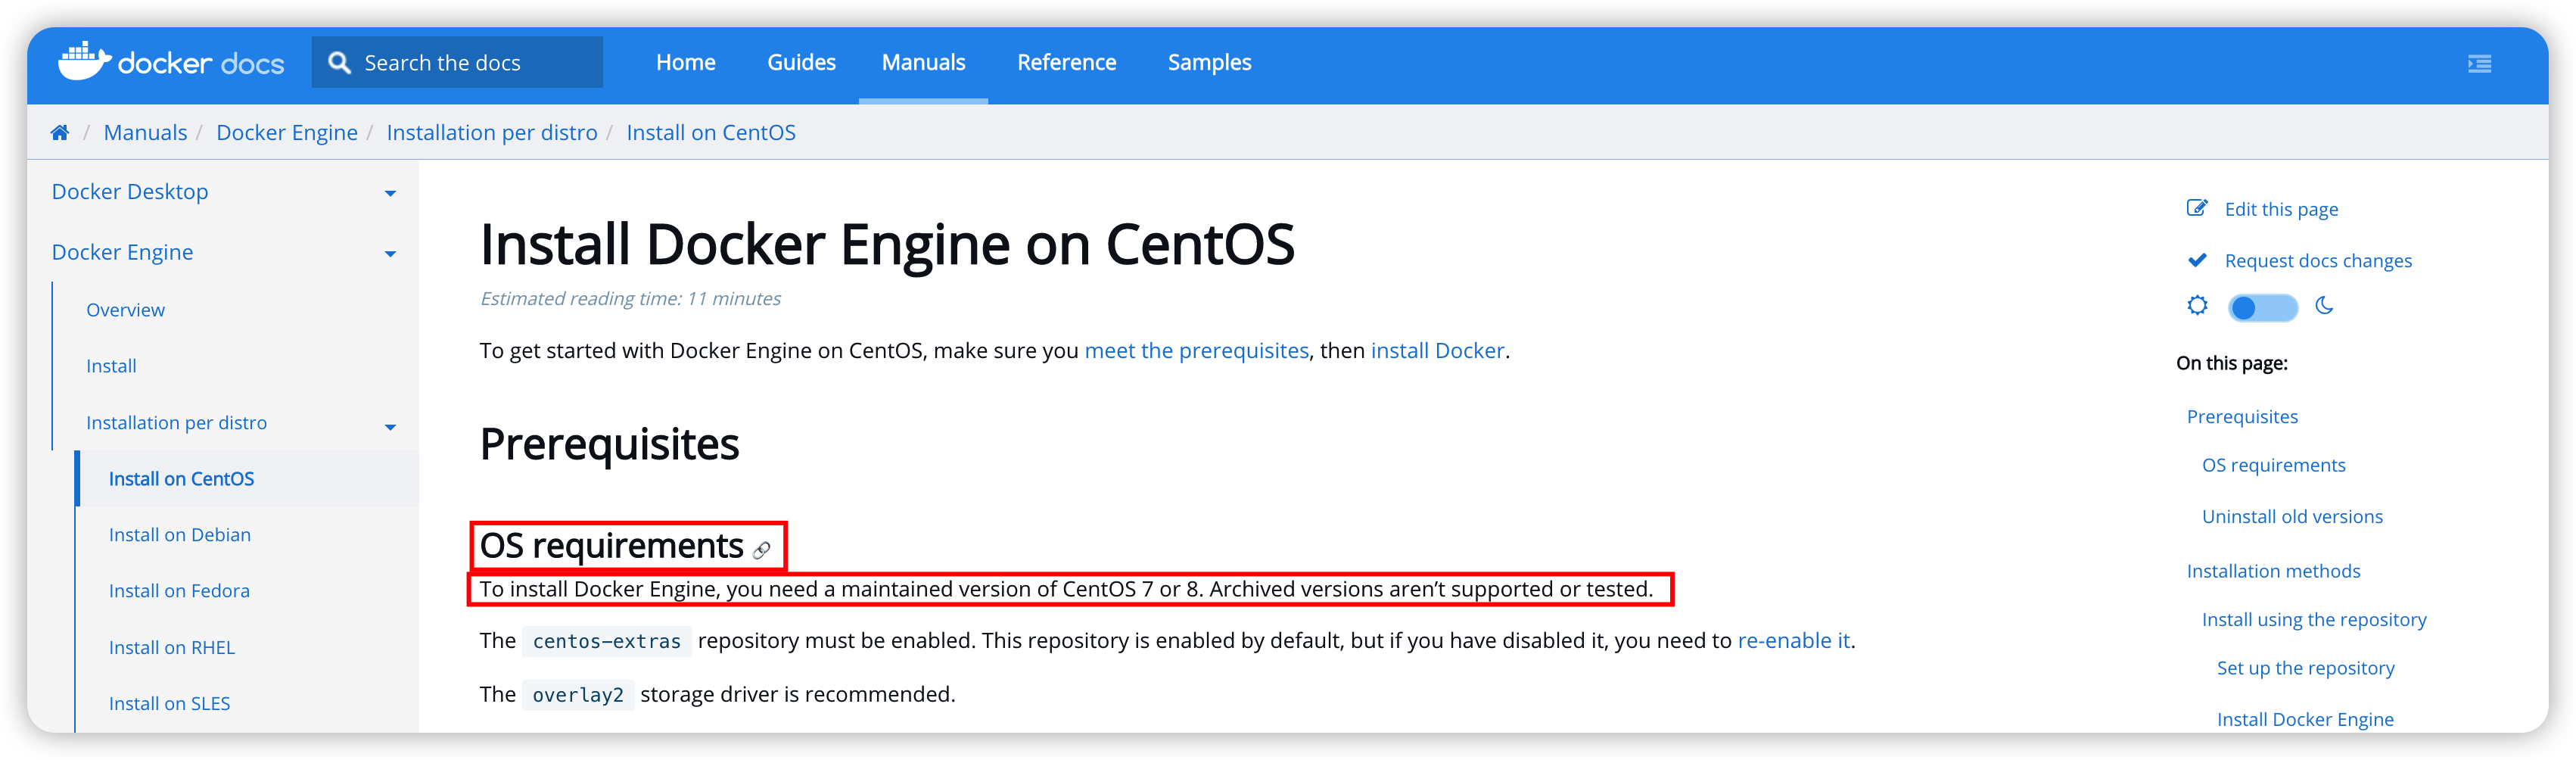 docker docs
Search the docs
Home
Guides
Manuals
Reference
Samples
/ Manuals / Docker Engine / Installation per distro / Install on CentOS
Docker Desktop
Docker Engine
Overview
Install
Installation per distro
Install on CentOS
Install on Debian
Install on Fedora
Install on RHEL
Install on SLES
Install Docker Engine on CentOS
Estimated reading time: 11 minutes
To get started with Docker Engine on CentOS, make sure you meet the prerequisites, then install Docker.
Prerequisites
OS requirements
To install Docker Engine, you need a maintained version of CentOS 7 or 8. Archived versions aren’t supported or tested.
The centos-extras repository must be enabled. This repository is enabled by default, but if you have disabled it, you need to re-enable it.
The overlay2 storage driver is recommended.
Edit this page
Request docs changes
On this page:
Prerequisites
OS requirements
Uninstall old versions
Installation methods
Install using the repository
Set up the repository
Install Docker Engine